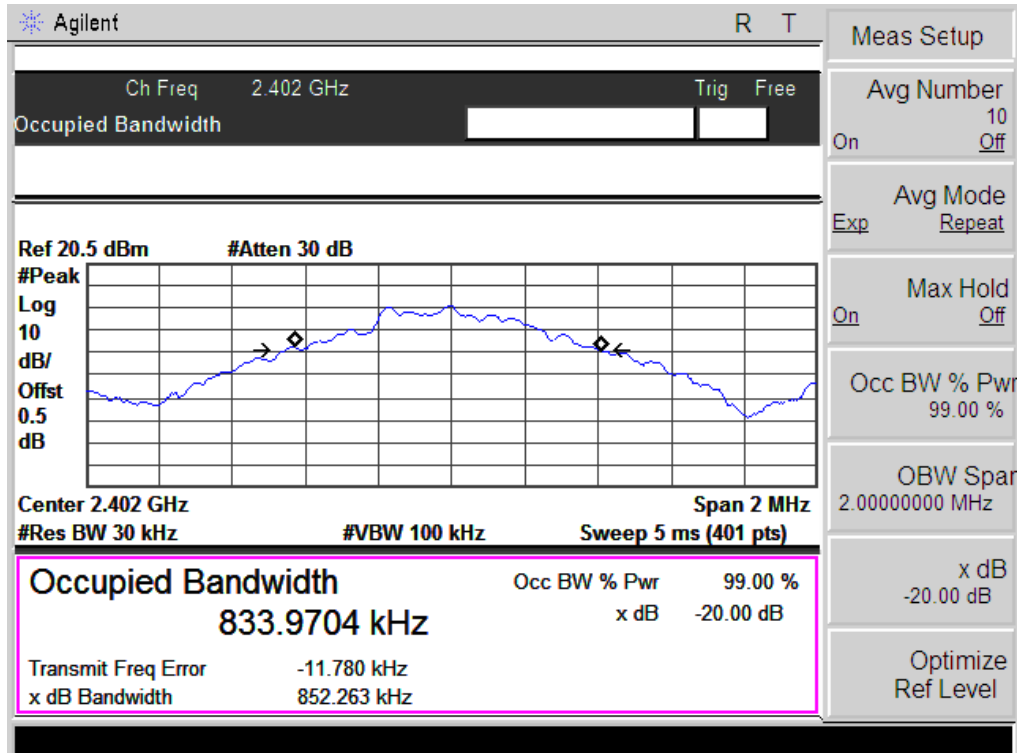 Agilent R T
Ch Freq 2.402 GHz Trig Free
Occupied Bandwidth
Ref 20.5 dBm #Atten 30 dB
#Peak
Log
10
dB/
Offst
0.5
dB
Center 2.402 GHz Span 2 MHz
#Res BW 30 kHz #VBW 100 kHz Sweep 5 ms (401 pts)
Occupied Bandwidth Occ BW % Pwr 99.00 %
833.9704 kHz x dB -20.00 dB
Transmit Freq Error -11.780 kHz
x dB Bandwidth 852.263 kHz
Meas Setup
Avg Number
10
On Off
Avg Mode
Exp Repeat
Max Hold
On Off
Occ BW % Pwr
99.00 %
OBW Span
2.00000000 MHz
x dB
-20.00 dB
Optimize
Ref Level